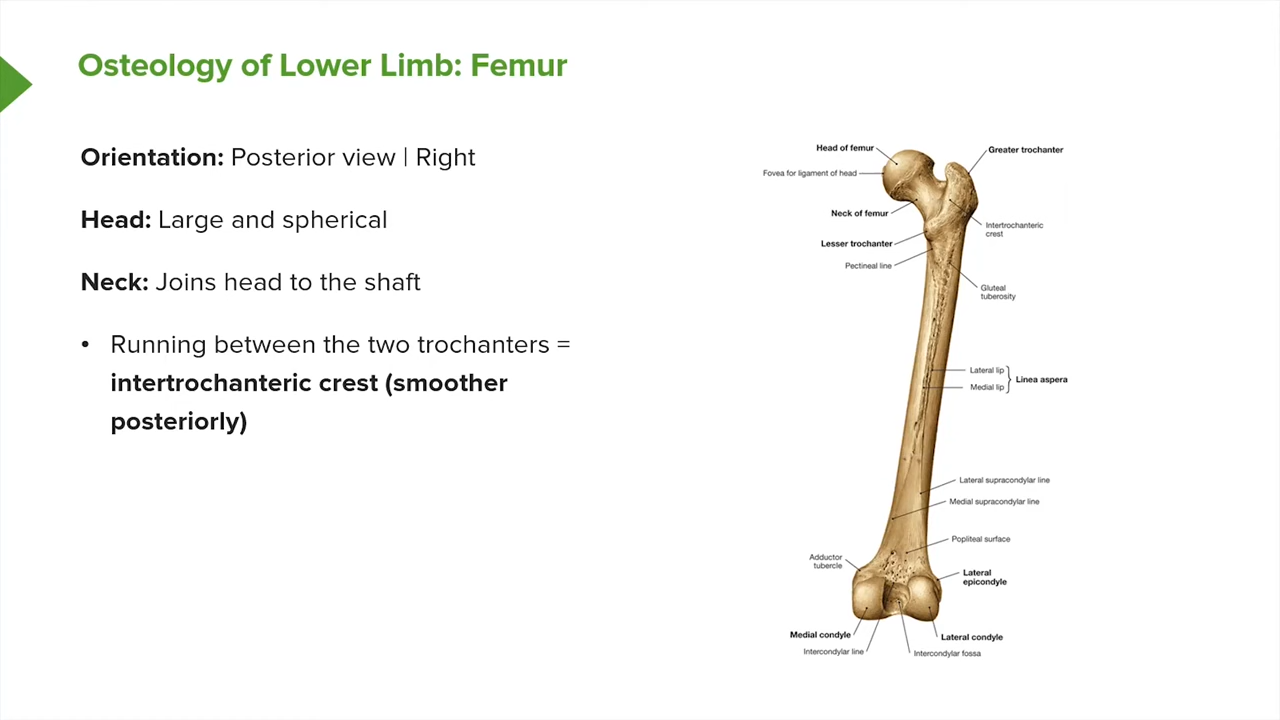 Osteology of Lower Limb: Femur
Orientation: Posterior view | Right
Head: Large and spherical
Neck: Joins head to the shaft
• Running between the two trochanters =
intertrochanteric crest (smoother
posteriorly)
Head of femur
Greater trochanter
Fovea for ligament of head
Neck of femur
Intertrochanteric
crest
Lesser trochanter
Pectineal line
Gluteal
tuberosity
Lateral lip
Medial lip
Linea aspera
Lateral supracondylar line
Medial supracondylar line
Popliteal surface
Adductor
tubercle
Lateral
epicondyle
Medial condyle
Lateral condyle
Intercondylar line
Intercondylar fossa